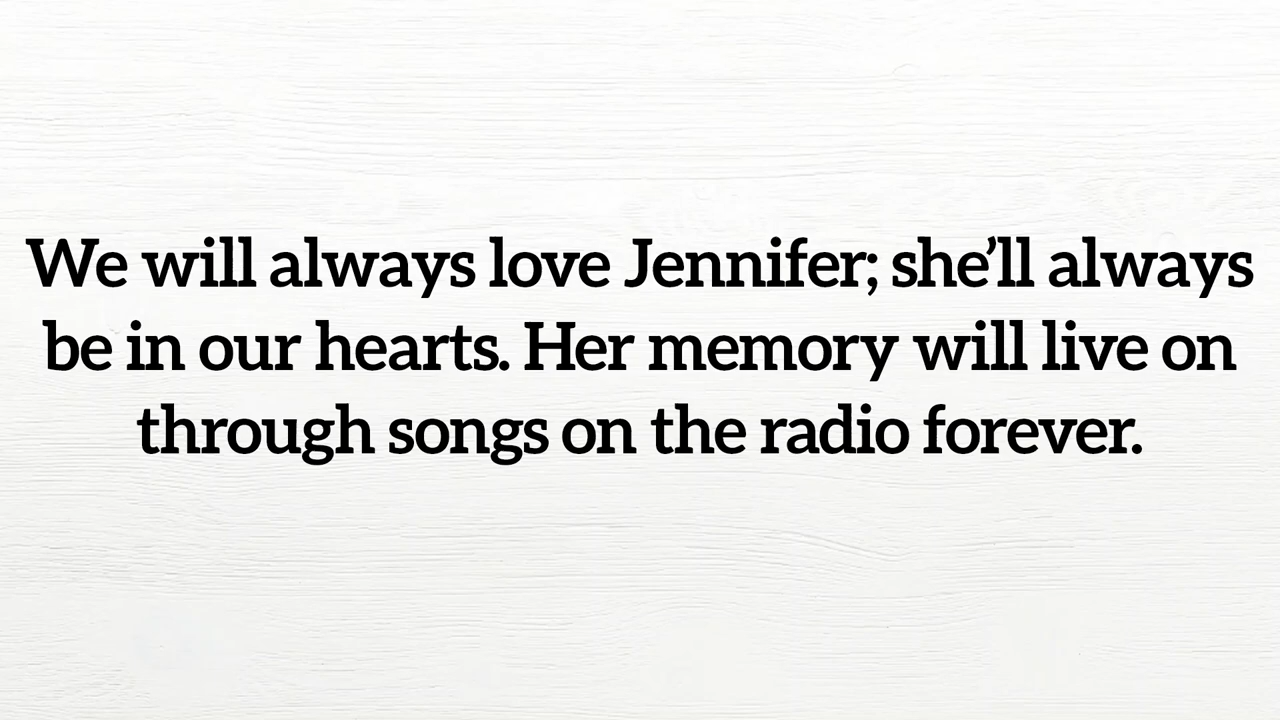 We will always love Jennifer; she’ll always
be in our hearts. Her memory will live on
through songs on the radio forever.